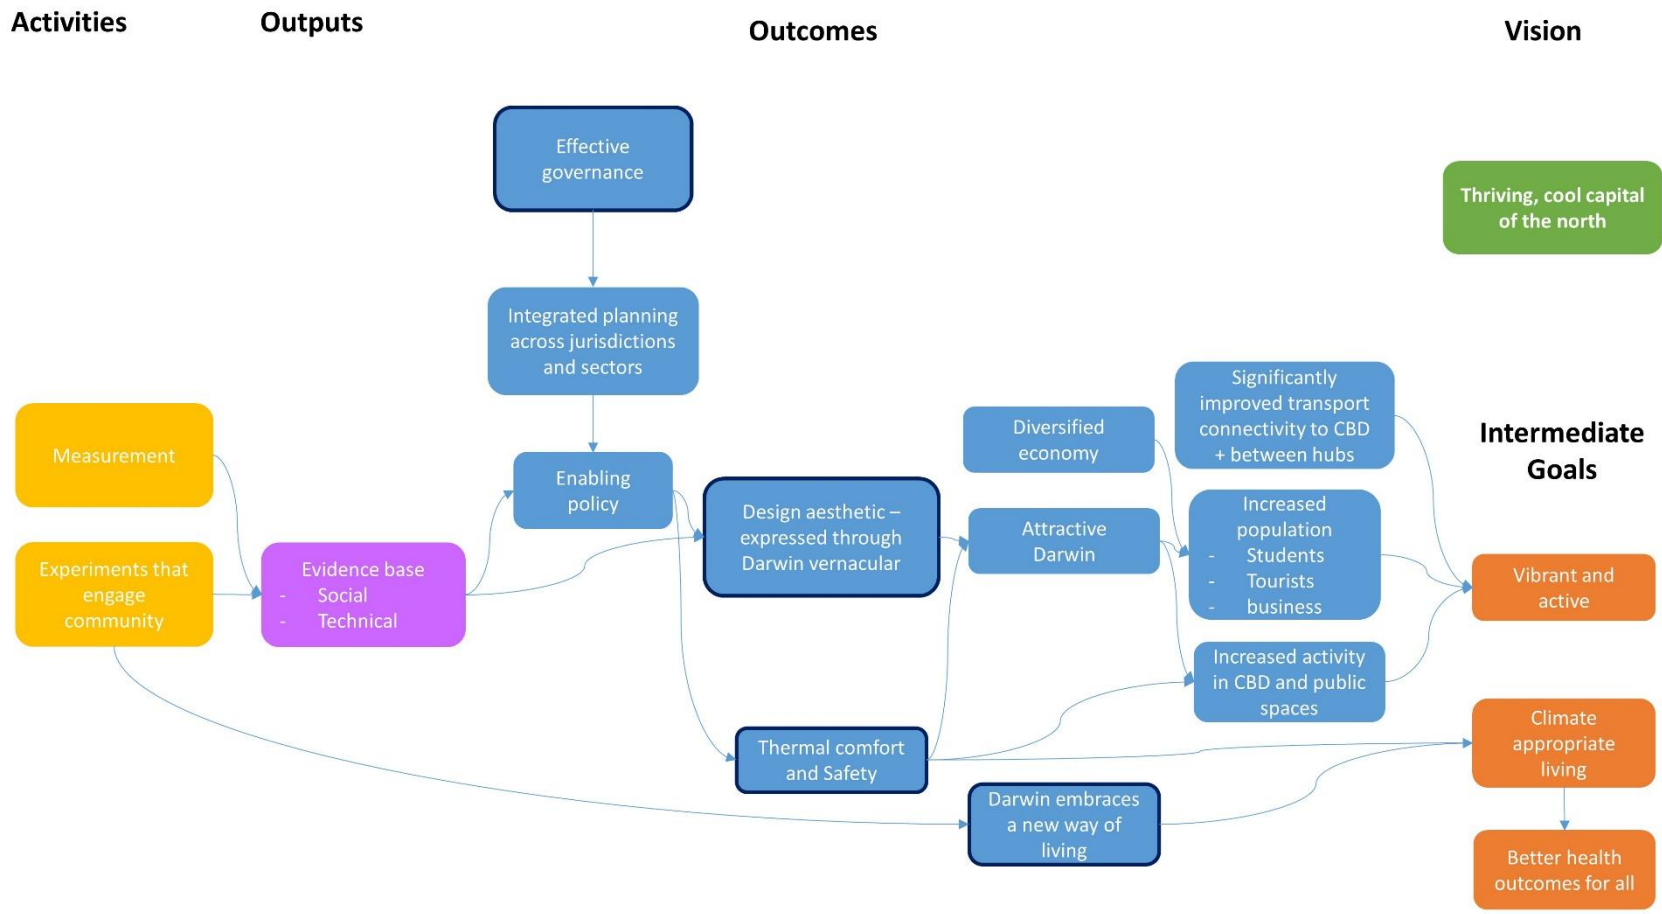 Activities
Outputs
Outcomes
Vision
Effective
governance
Thriving, cool capital
of the north
Integrated planning
across jurisdictions
and sectors
Measurement
Experiments that
engage
community
Evidence base
- Social
- Technical
Enabling
policy
Design aesthetic –
expressed through
Darwin vernacular
Thermal comfort
and Safety
Diversified
economy
Attractive
Darwin
Darwin embraces
a new way of
living
Significantly
improved transport
connectivity to CBD
+ between hubs
Increased
population
- Students
- Tourists
- business
Increased activity
in CBD and public
spaces
Intermediate
Goals
Vibrant and
active
Climate
appropriate
living
Better health
outcomes for all